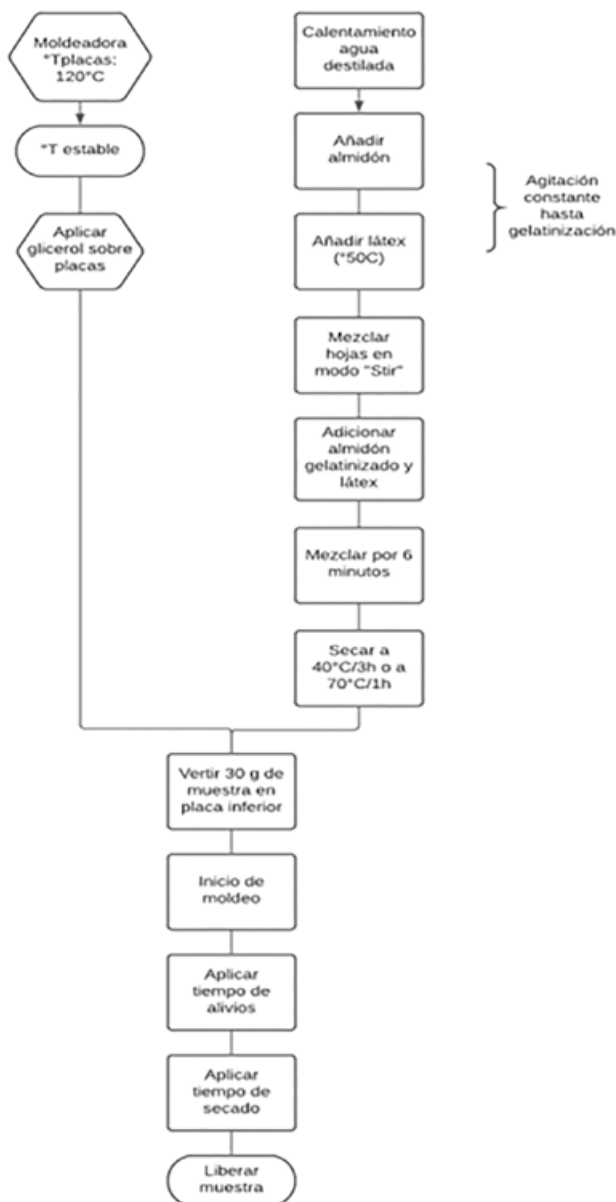 Moldeadora
°Tplacas:
120°C
°T estable
Aplicar
glicerol sobre
placas
Calentamiento
agua
destilada
Añadir
almidón
Añadir látex
(°50C)
Agitación
constante
hasta
gelatinización
Mezclar
hojas en
modo "Stir"
Adicionar
almidón
gelatinizado y
látex
Mezclar por 6
minutos
Secar a
40°C/3h o a
70°C/1h
Vertir 30 g de
muestra en
placa inferior
Inicio de
moldeo
Aplicar
tiempo de
alivios
Aplicar
tiempo de
secado
Liberar
muestra